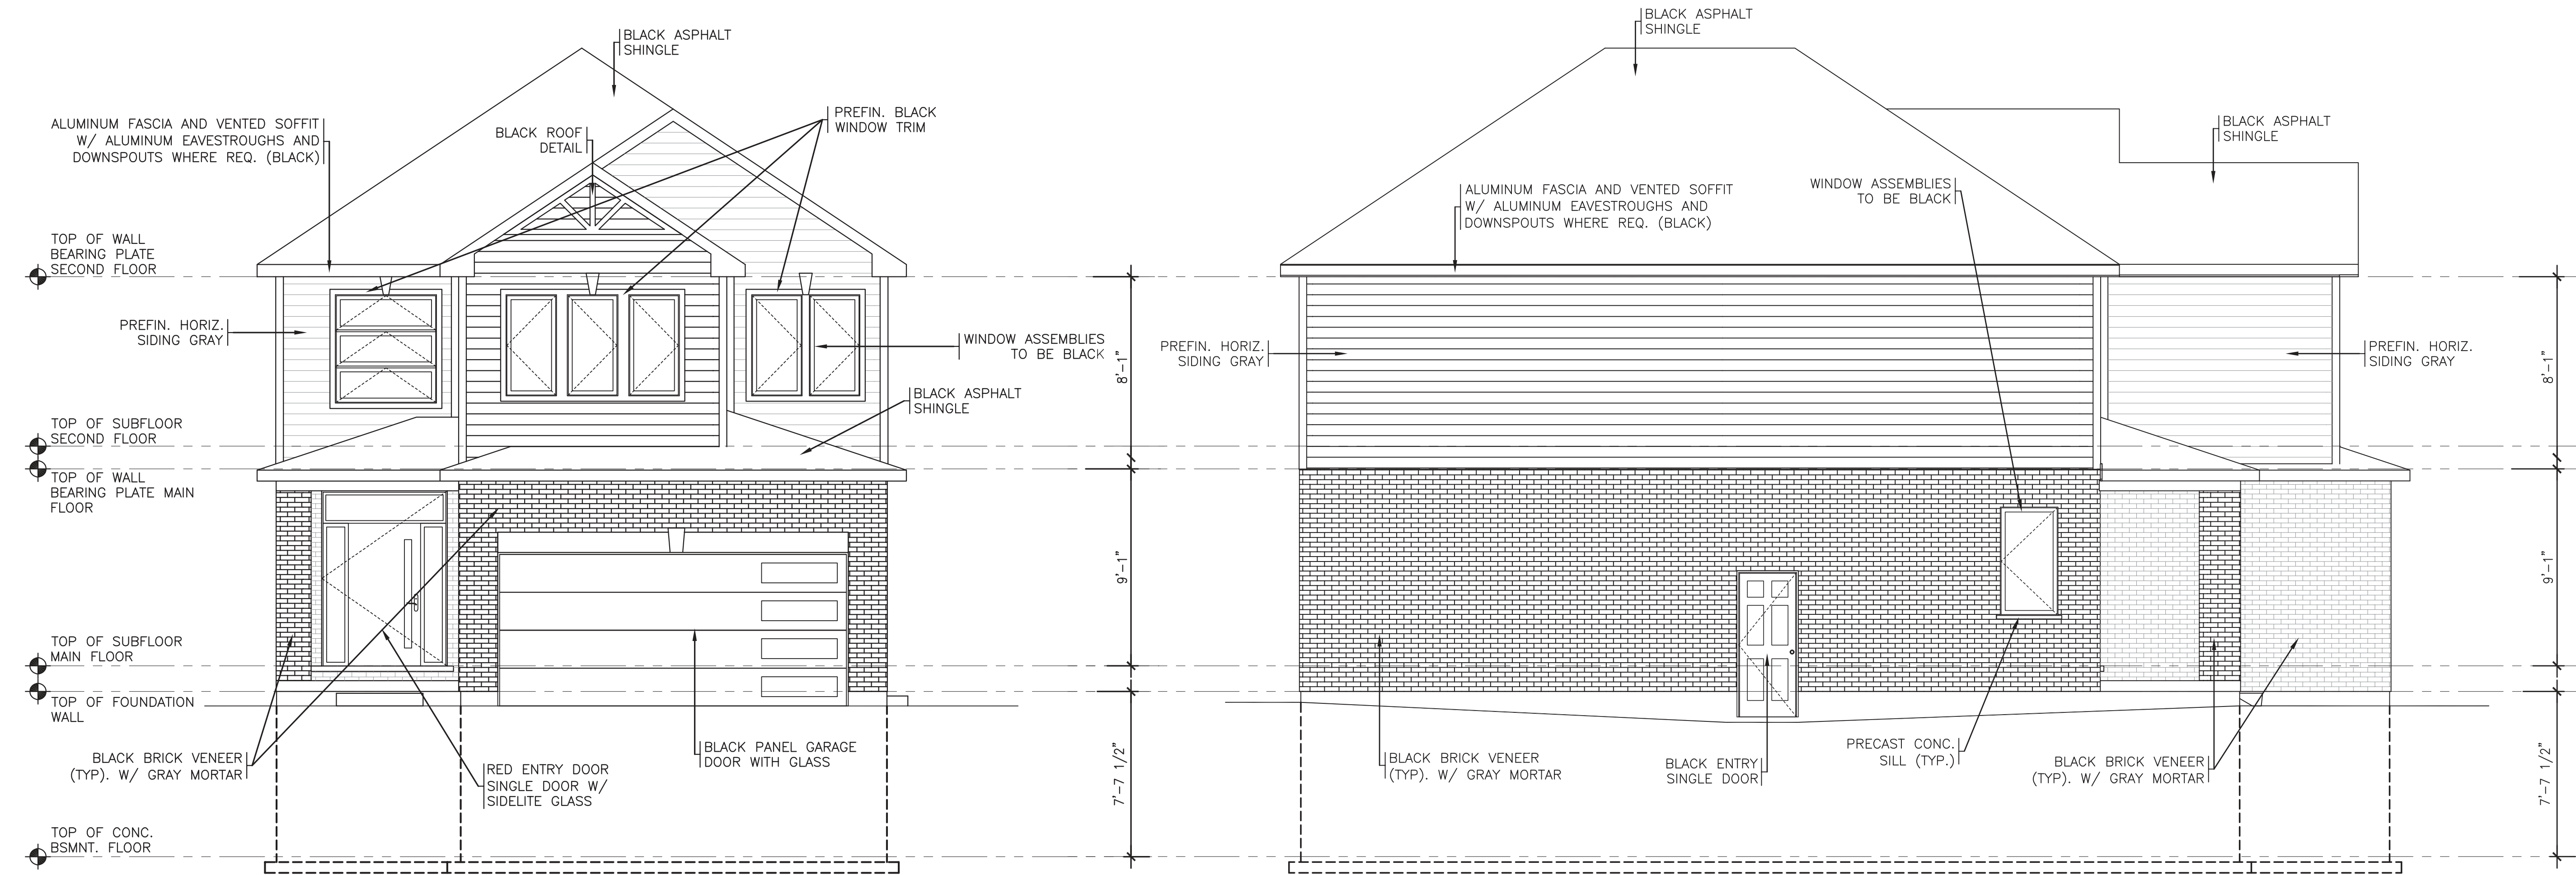 BLACK ASPHALT
SHINGLE
ALUMINUM FASCIA AND VENTED SOFFIT
W/ ALUMINUM EAVESTROUGHS AND
DOWNSPOUTS WHERE REQ. (BLACK)
BLACK ROOF
DETAIL
PREFIN. BLACK
WINDOW TRIM
TOP OF WALL
BEARING PLATE
SECOND FLOOR
PREFIN. HORIZ.
SIDING GRAY
WINDOW ASSEMBLIES
TO BE BLACK
BLACK ASPHALT
SHINGLE
TOP OF SUBFLOOR
SECOND FLOOR
TOP OF WALL
BEARING PLATE MAIN
FLOOR
TOP OF SUBFLOOR
MAIN FLOOR
TOP OF FOUNDATION
WALL
BLACK BRICK VENEER
(TYP). W/ GRAY MORTAR
RED ENTRY DOOR
SINGLE DOOR W/
SIDELITE GLASS
BLACK PANEL GARAGE
DOOR WITH GLASS
TOP OF CONC.
BSMNT. FLOOR
8'-1"
9'-1"
7'-7 1/2"
BLACK ASPHALT
SHINGLE
BLACK ASPHALT
SHINGLE
ALUMINUM FASCIA AND VENTED SOFFIT
W/ ALUMINUM EAVESTROUGHS AND
DOWNSPOUTS WHERE REQ. (BLACK)
WINDOW ASSEMBLIES
TO BE BLACK
PREFIN. HORIZ.
SIDING GRAY
PREFIN. HORIZ.
SIDING GRAY
BLACK BRICK VENEER
(TYP). W/ GRAY MORTAR
BLACK ENTRY
SINGLE DOOR
PRECAST CONC.
SILL (TYP.)
BLACK BRICK VENEER
(TYP). W/ GRAY MORTAR
8'-1"
9'-1"
7'-7 1/2"